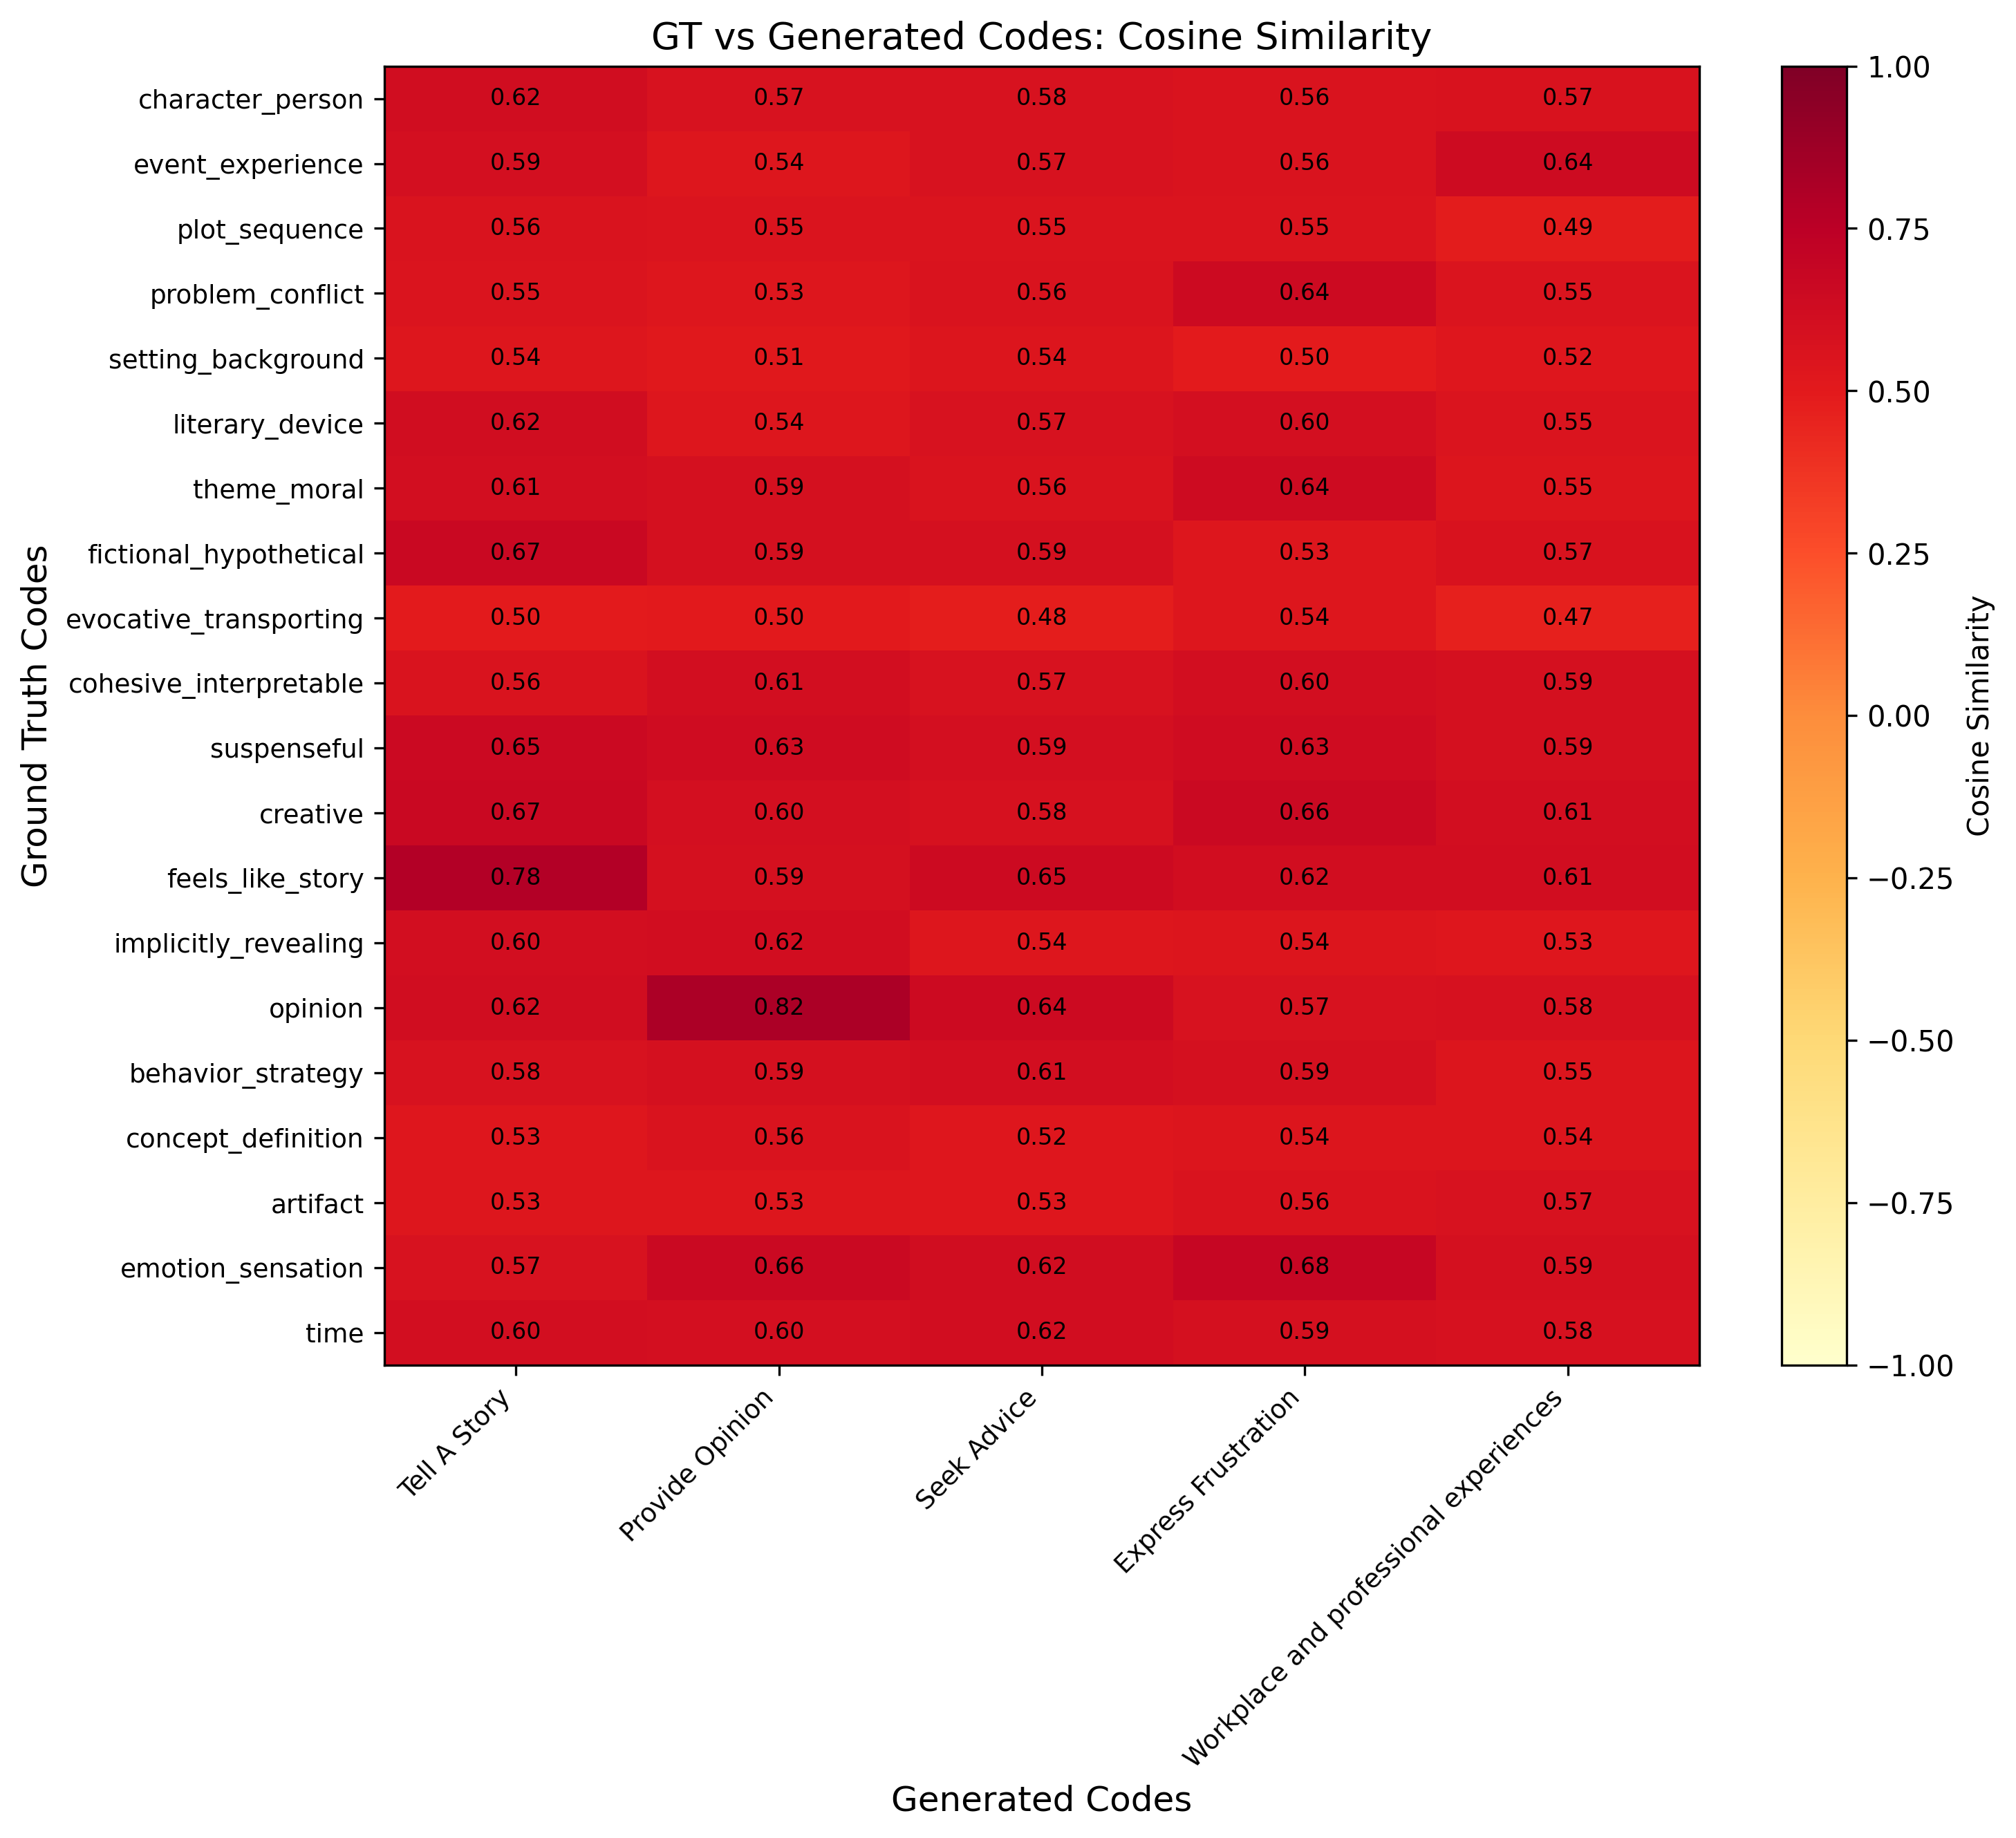 GT vs Generated Codes: Cosine Similarity
Ground Truth Codes
character_person 0.62 0.57 0.58 0.56 0.57
event_experience 0.59 0.54 0.57 0.56 0.64
plot_sequence 0.56 0.55 0.55 0.55 0.49
problem_conflict 0.55 0.53 0.56 0.64 0.55
setting_background 0.54 0.51 0.54 0.50 0.52
literary_device 0.62 0.54 0.57 0.60 0.55
theme_moral 0.61 0.59 0.56 0.64 0.55
fictional_hypothetical 0.67 0.59 0.59 0.53 0.57
evocative_transporting 0.50 0.50 0.48 0.54 0.47
cohesive_interpretable 0.56 0.61 0.57 0.60 0.59
suspenseful 0.65 0.63 0.59 0.63 0.59
creative 0.67 0.60 0.58 0.66 0.61
feels_like_story 0.78 0.59 0.65 0.62 0.61
implicitly_revealing 0.60 0.62 0.54 0.54 0.53
opinion 0.62 0.82 0.64 0.57 0.58
behavior_strategy 0.58 0.59 0.61 0.59 0.55
concept_definition 0.53 0.56 0.52 0.54 0.54
artifact 0.53 0.53 0.53 0.56 0.57
emotion_sensation 0.57 0.66 0.62 0.68 0.59
time 0.60 0.60 0.62 0.59 0.58
Tell A Story
Provide Opinion
Seek Advice
Express Frustration
Workplace and professional experiences
Generated Codes
1.00
0.75
0.50
0.25
0.00
−0.25
−0.50
−0.75
−1.00
Cosine Similarity